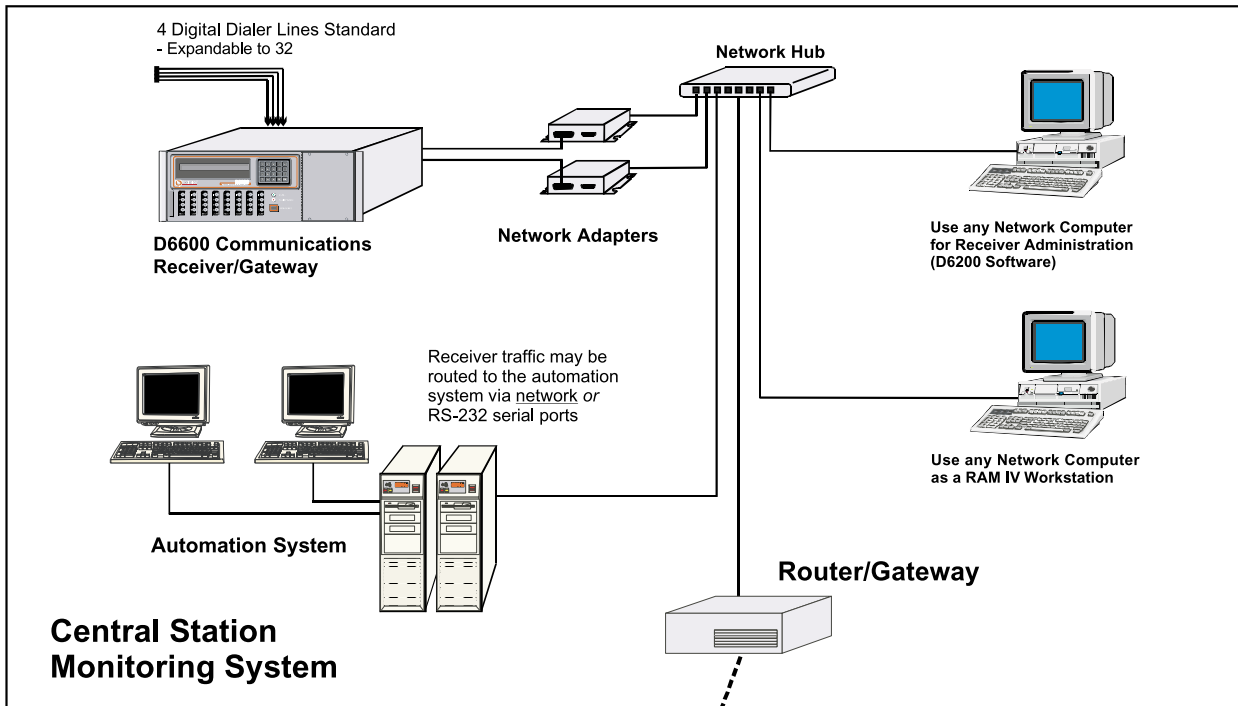 4 Digital Dialer Lines Standard
- Expandable to 32
Network Hub
D6600 Communications
Receiver/Gateway
Network Adapters
Use any Network Computer
for Receiver Administration
(D6200 Software)
Receiver traffic may be
routed to the automation
system via network or
RS-232 serial ports
Use any Network Computer
as a RAM IV Workstation
Automation System
Router/Gateway
Central Station
Monitoring System